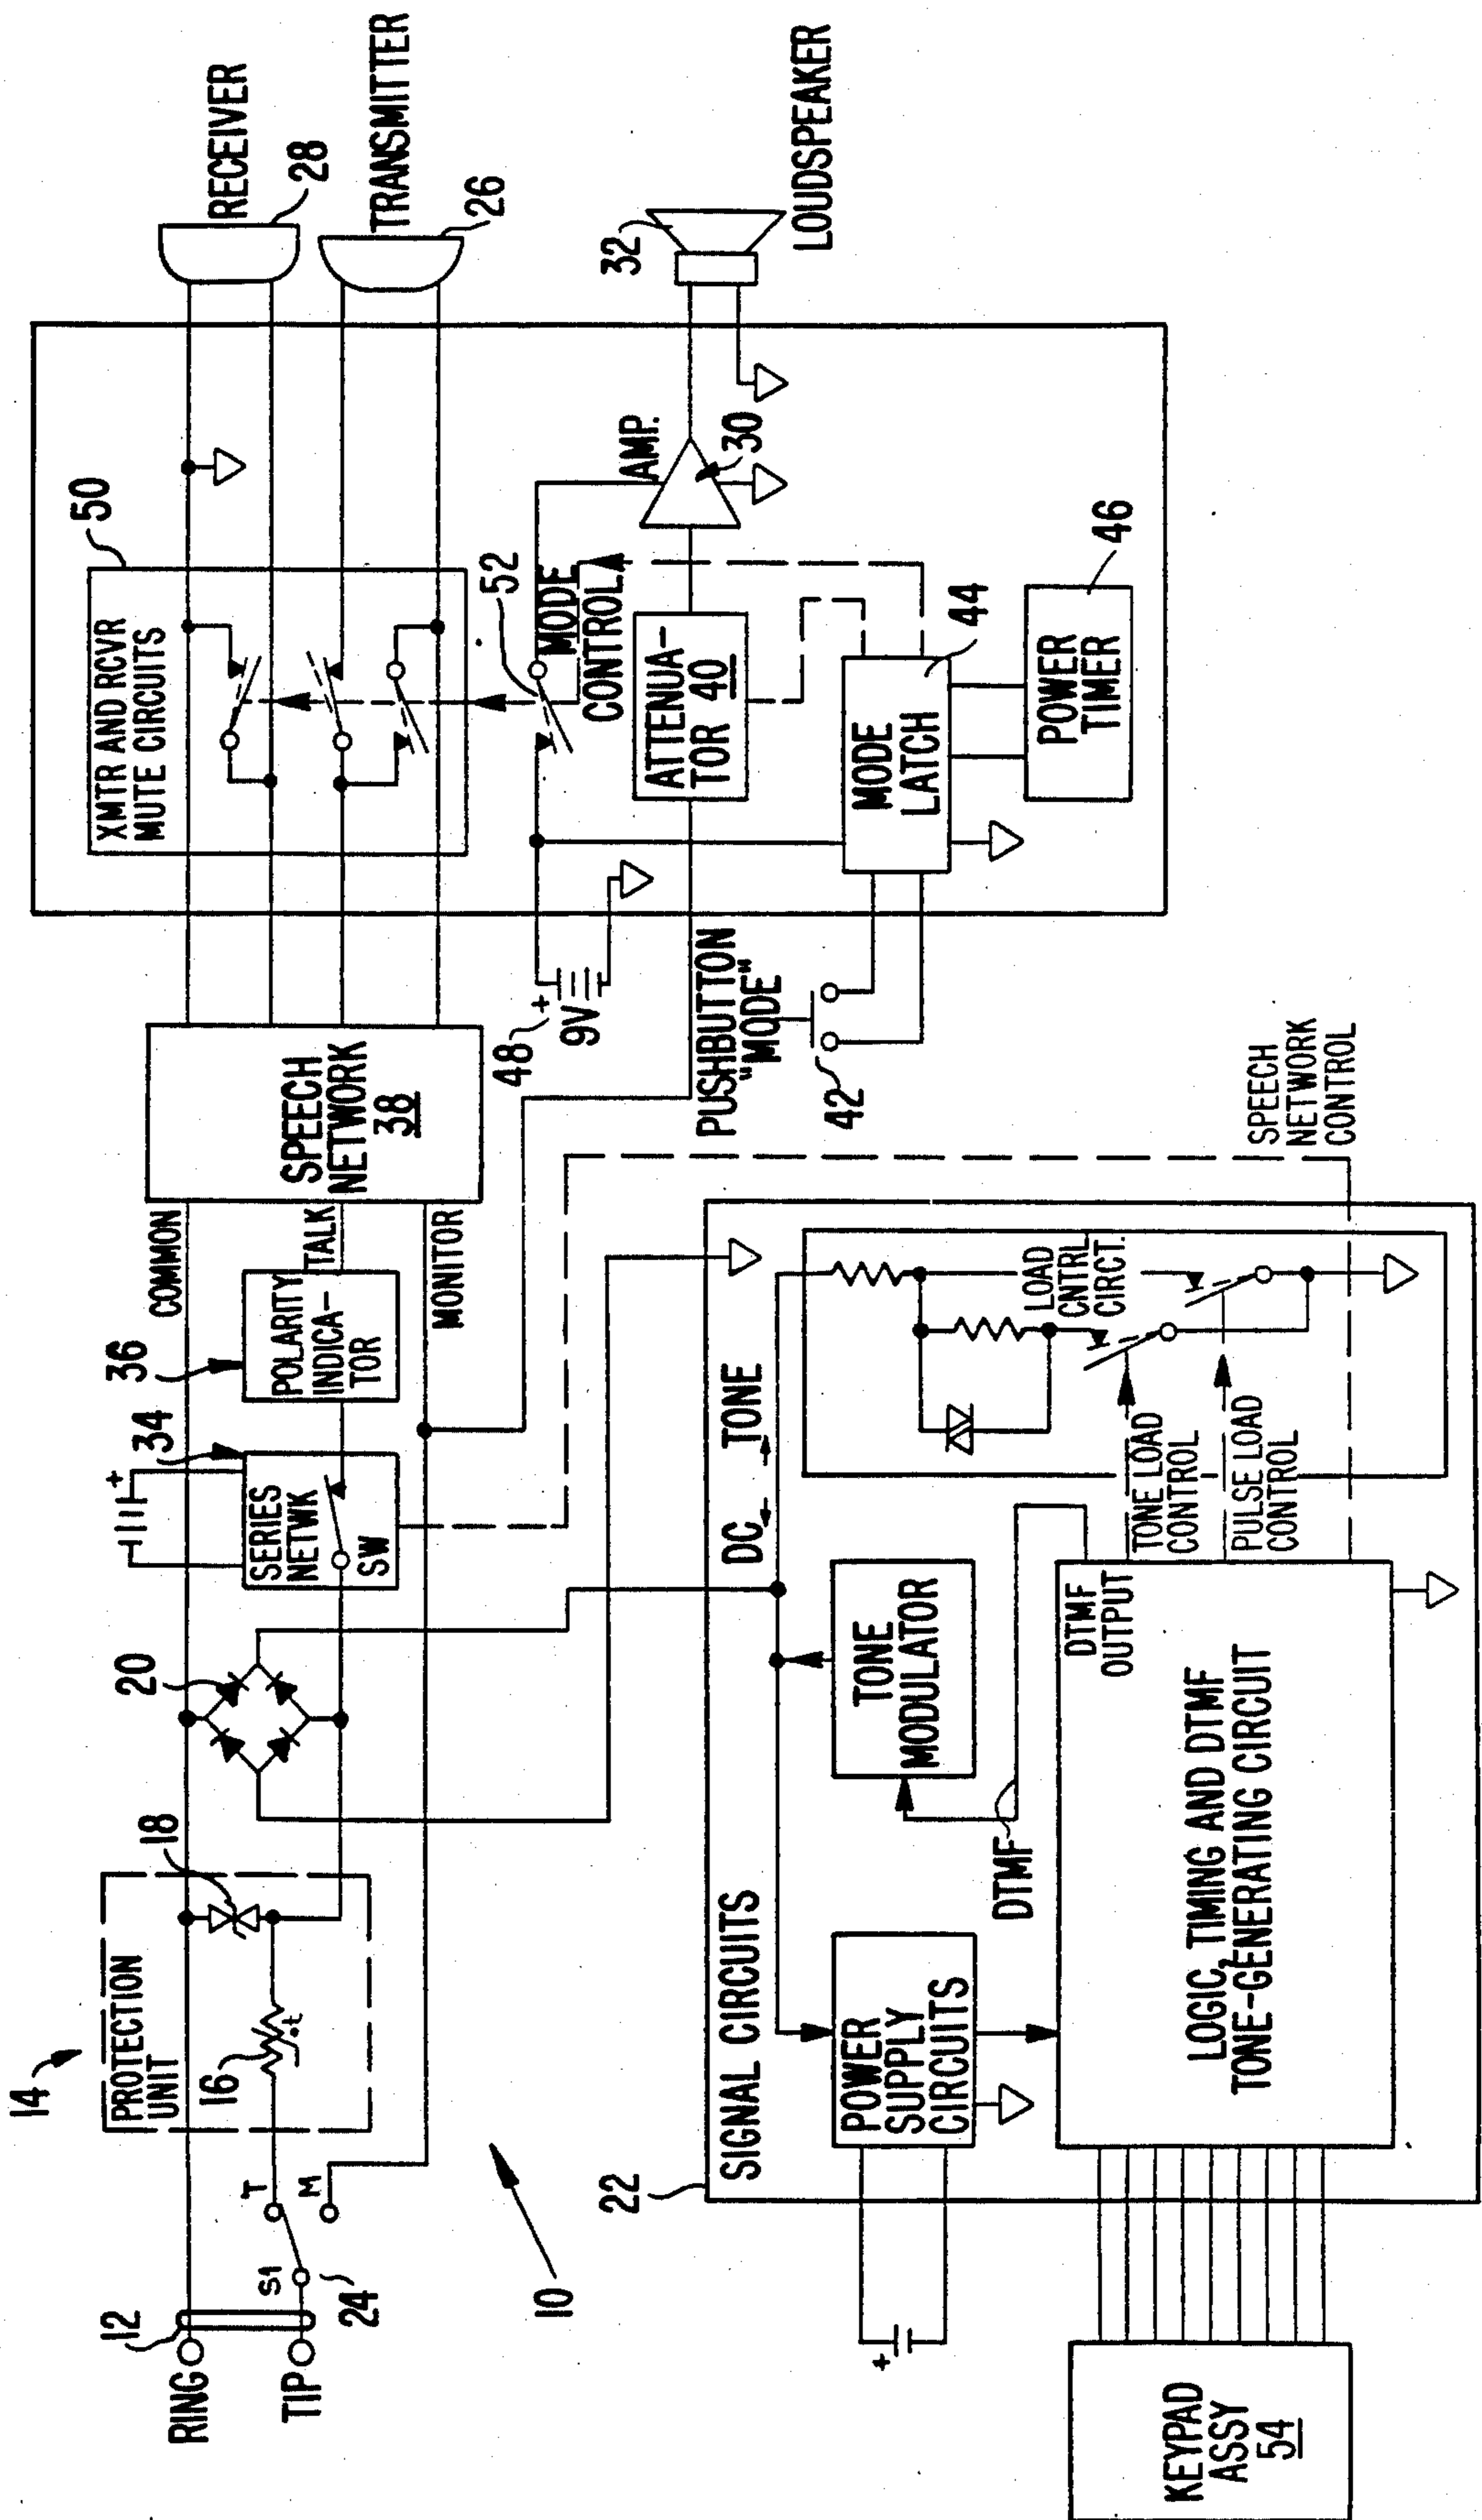 14
PROTECTION
UNIT
16
18
20
34
36
RING
12
TIP
S1
T
M
24
10
.t
+
SERIES
NETWK
SW
POLARITY
INDICA-
TOR
COMMON
TALK
MONITOR
SPEECH
NETWORK
38
50
XMTR AND RCVR
MUTE CIRCUITS
RECEIVER
28
TRANSMITTER
26
48
+
9V
52
MODE
CONTROL
AMP.
30
32
LOUDSPEAKER
ATTENUA-
TOR 40
PUSHBUTTON
"MODE"
42
MODE
LATCH
44
POWER
TIMER
46
22
SIGNAL CIRCUITS
DC
TONE
+
POWER
SUPPLY
CIRCUITS
TONE
MODULATOR
DTMF
DTMF
OUTPUT
LOGIC, TIMING AND DTMF
TONE-GENERATING CIRCUIT
TONE LOAD
CONTROL
PULSE LOAD
CONTROL
LOAD
CNTRL
CIRCT.
SPEECH
NETWORK
CONTROL
KEYPAD
ASSY
54